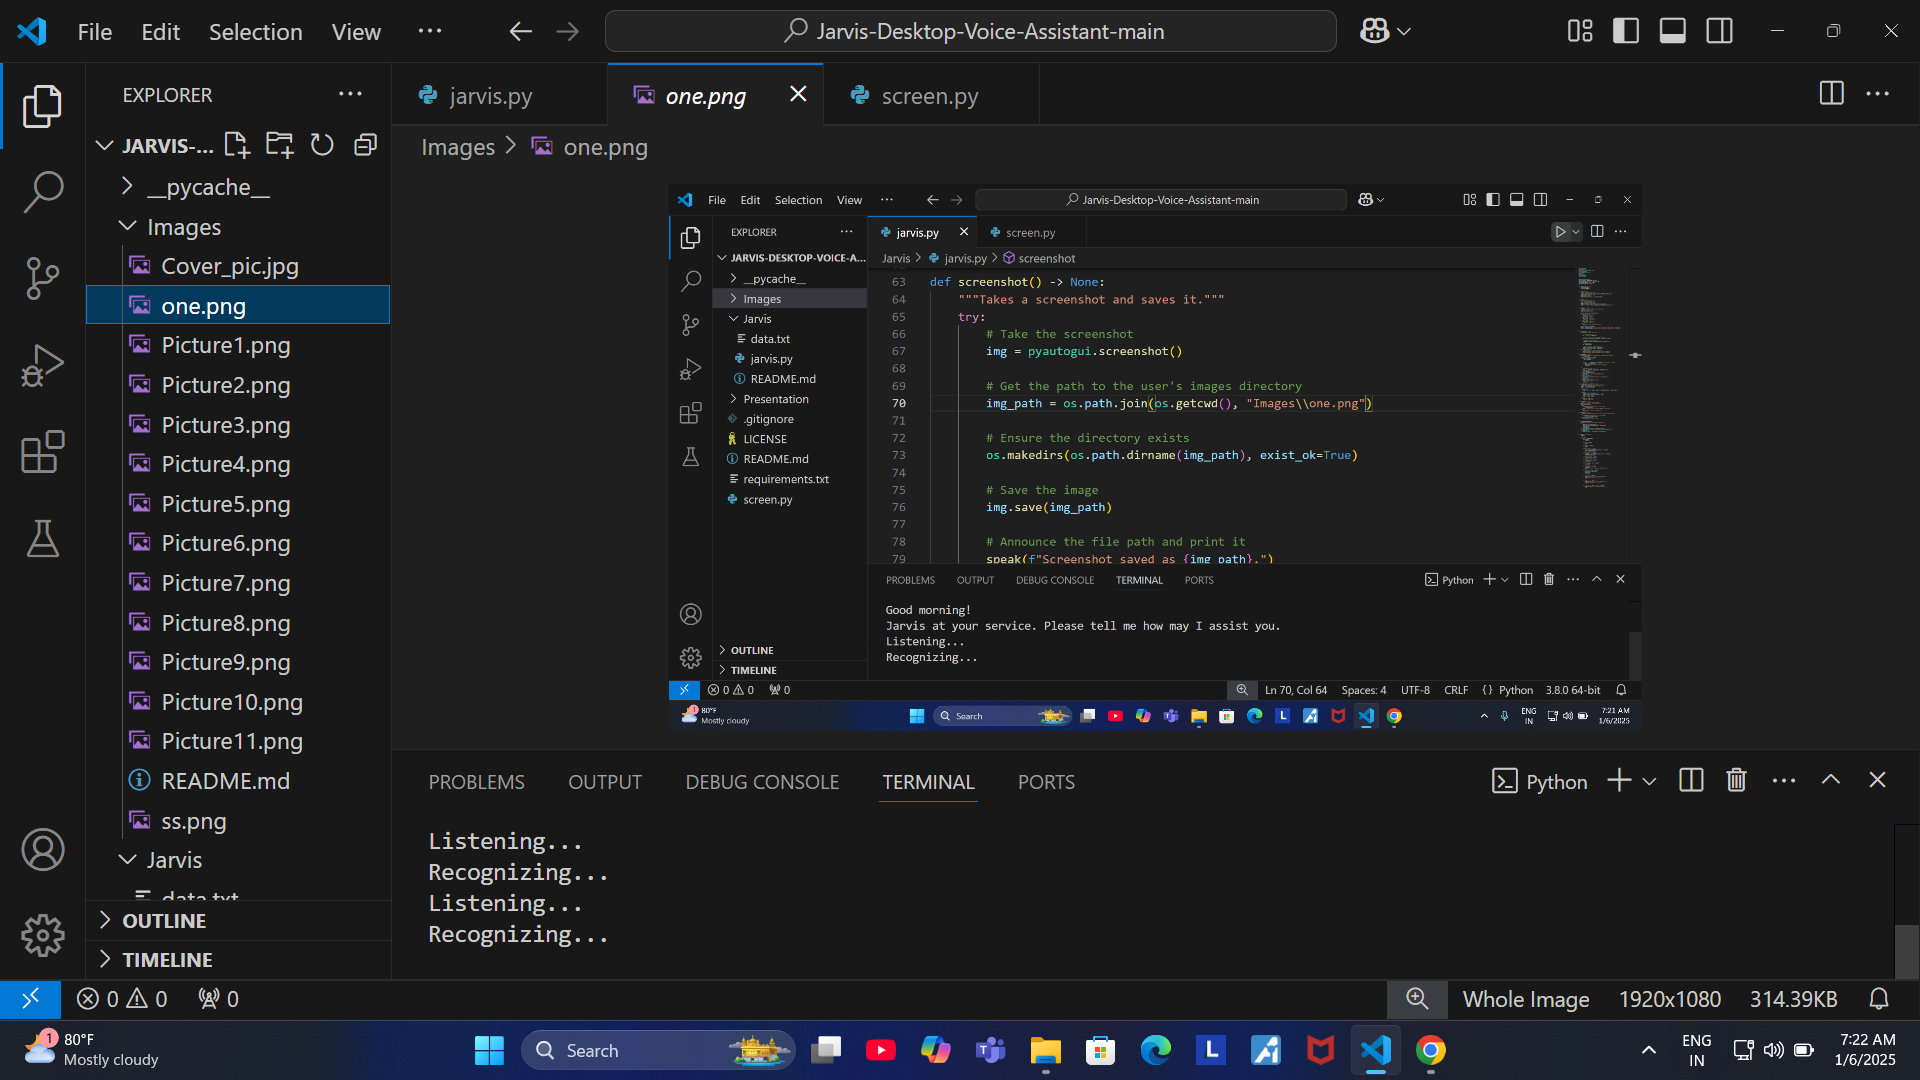 File Edit Selection View ... Jarvis-Desktop-Voice-Assistant-main
EXPLORER ...
JARVIS-...
__pycache__
Images
Cover_pic.jpg
one.png
Picture1.png
Picture2.png
Picture3.png
Picture4.png
Picture5.png
Picture6.png
Picture7.png
Picture8.png
Picture9.png
Picture10.png
Picture11.png
README.md
ss.png
Jarvis
data.txt
OUTLINE
TIMELINE
jarvis.py one.png screen.py
Images > one.png
File Edit Selection View ... Jarvis-Desktop-Voice-Assistant-main
EXPLORER ...
JARVIS-DESKTOP-VOICE-A...
__pycache__
Images
Jarvis
data.txt
jarvis.py
README.md
Presentation
.gitignore
LICENSE
README.md
requirements.txt
screen.py
OUTLINE
TIMELINE
jarvis.py screen.py
Jarvis > jarvis.py > screenshot
63 def screenshot() -> None:
64 """Takes a screenshot and saves it."""
65 try:
66 # Take the screenshot
67 img = pyautogui.screenshot()
68
69 # Get the path to the user's images directory
70 img_path = os.path.join(os.getcwd(), "Images\\one.png")
71
72 # Ensure the directory exists
73 os.makedirs(os.path.dirname(img_path), exist_ok=True)
74
75 # Save the image
76 img.save(img_path)
77
78 # Announce the file path and print it
79 speak(f"Screenshot saved as {img_path}.")
PROBLEMS OUTPUT DEBUG CONSOLE TERMINAL PORTS Python
Good morning!
Jarvis at your service. Please tell me how may I assist you.
Listening...
Recognizing...
0 0 0 Ln 70, Col 64 Spaces: 4 UTF-8 CRLF {} Python 3.8.0 64-bit
1 80°F
Mostly cloudy
Search
ENG
IN
7:21 AM
1/6/2025
PROBLEMS OUTPUT DEBUG CONSOLE TERMINAL PORTS Python
Listening...
Recognizing...
Listening...
Recognizing...
0 0 0 Whole Image 1920x1080 314.39KB
1 80°F
Mostly cloudy
Search
ENG
IN
7:22 AM
1/6/2025